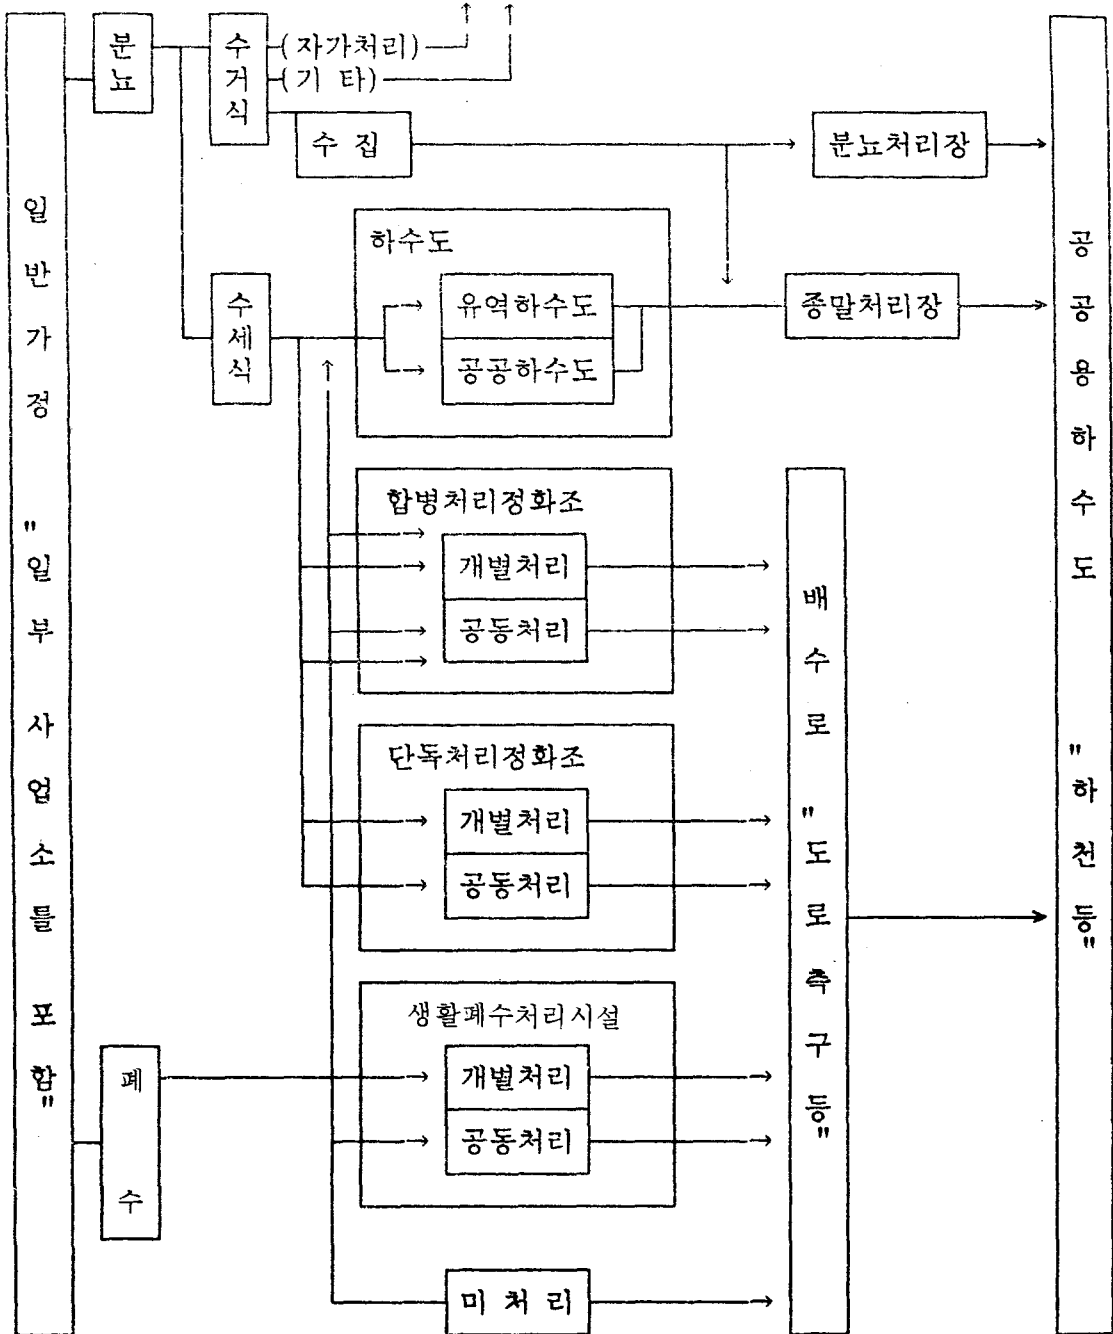 일반가정 "일부 사업소를 포함"
분뇨
수거식
(자가처리)
(기 타)
수 집
분뇨처리장
수세식
하수도
유역하수도
공공하수도
종말처리장
합병처리정화조
개별처리
공동처리
단독처리정화조
개별처리
공동처리
폐 수
생활폐수처리시설
개별처리
공동처리
미 처 리
배수로 "도로측구등"
공공용하수도 "하천등"